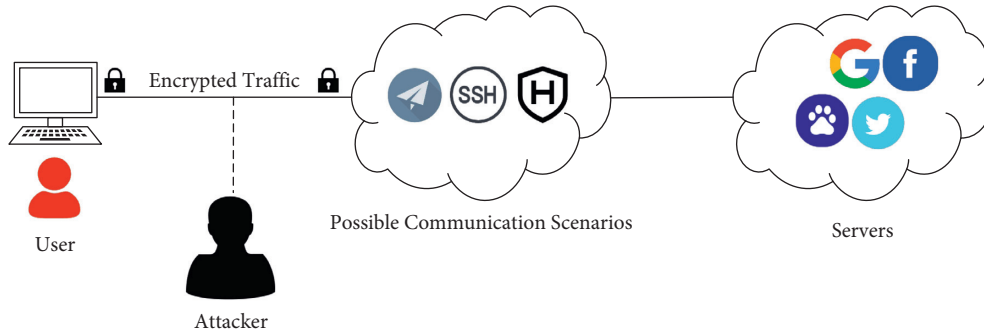 Encrypted Traffic
SSH
H
G
f
Possible Communication Scenarios
User
Servers
Attacker